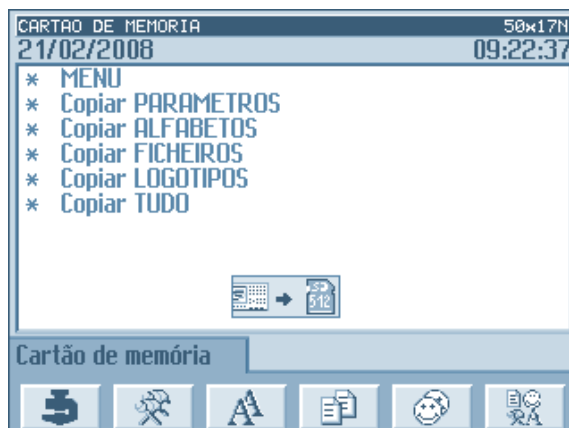 CARTAO DE MEMORIA 50x17N
21/02/2008 09:22:37
* MENU
* Copiar PARAMETROS
* Copiar ALFABETOS
* Copiar FICHEIROS
* Copiar LOGOTIPOS
* Copiar TUDO
SD
512
Cartão de memória